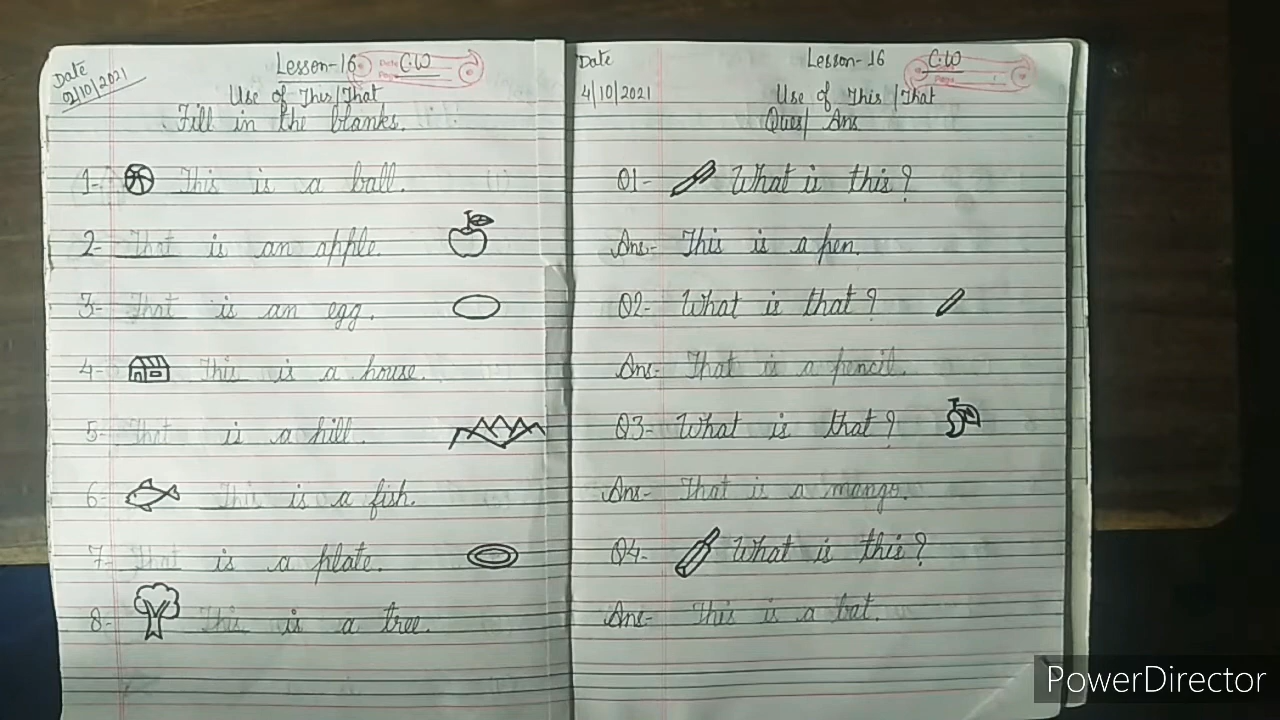 Date
02/10/2021
Lesson-16 C.W
Use of This/That
Fill in the blanks.
1- This is a ball.
2- That is an apple.
3- That is an egg.
4- This is a house.
5- That is a hill.
6- This is a fish.
7- That is a plate.
8- This is a tree.
Date
4/10/2021
Lesson-16 C.W
Page
Use of This/That
Ques/Ans
Q1- What is this?
Ans- This is a pen.
Q2- What is that?
Ans- That is a pencil.
Q3- What is that?
Ans- That is a mango.
Q4- What is this?
Ans- This is a bat.
PowerDirector